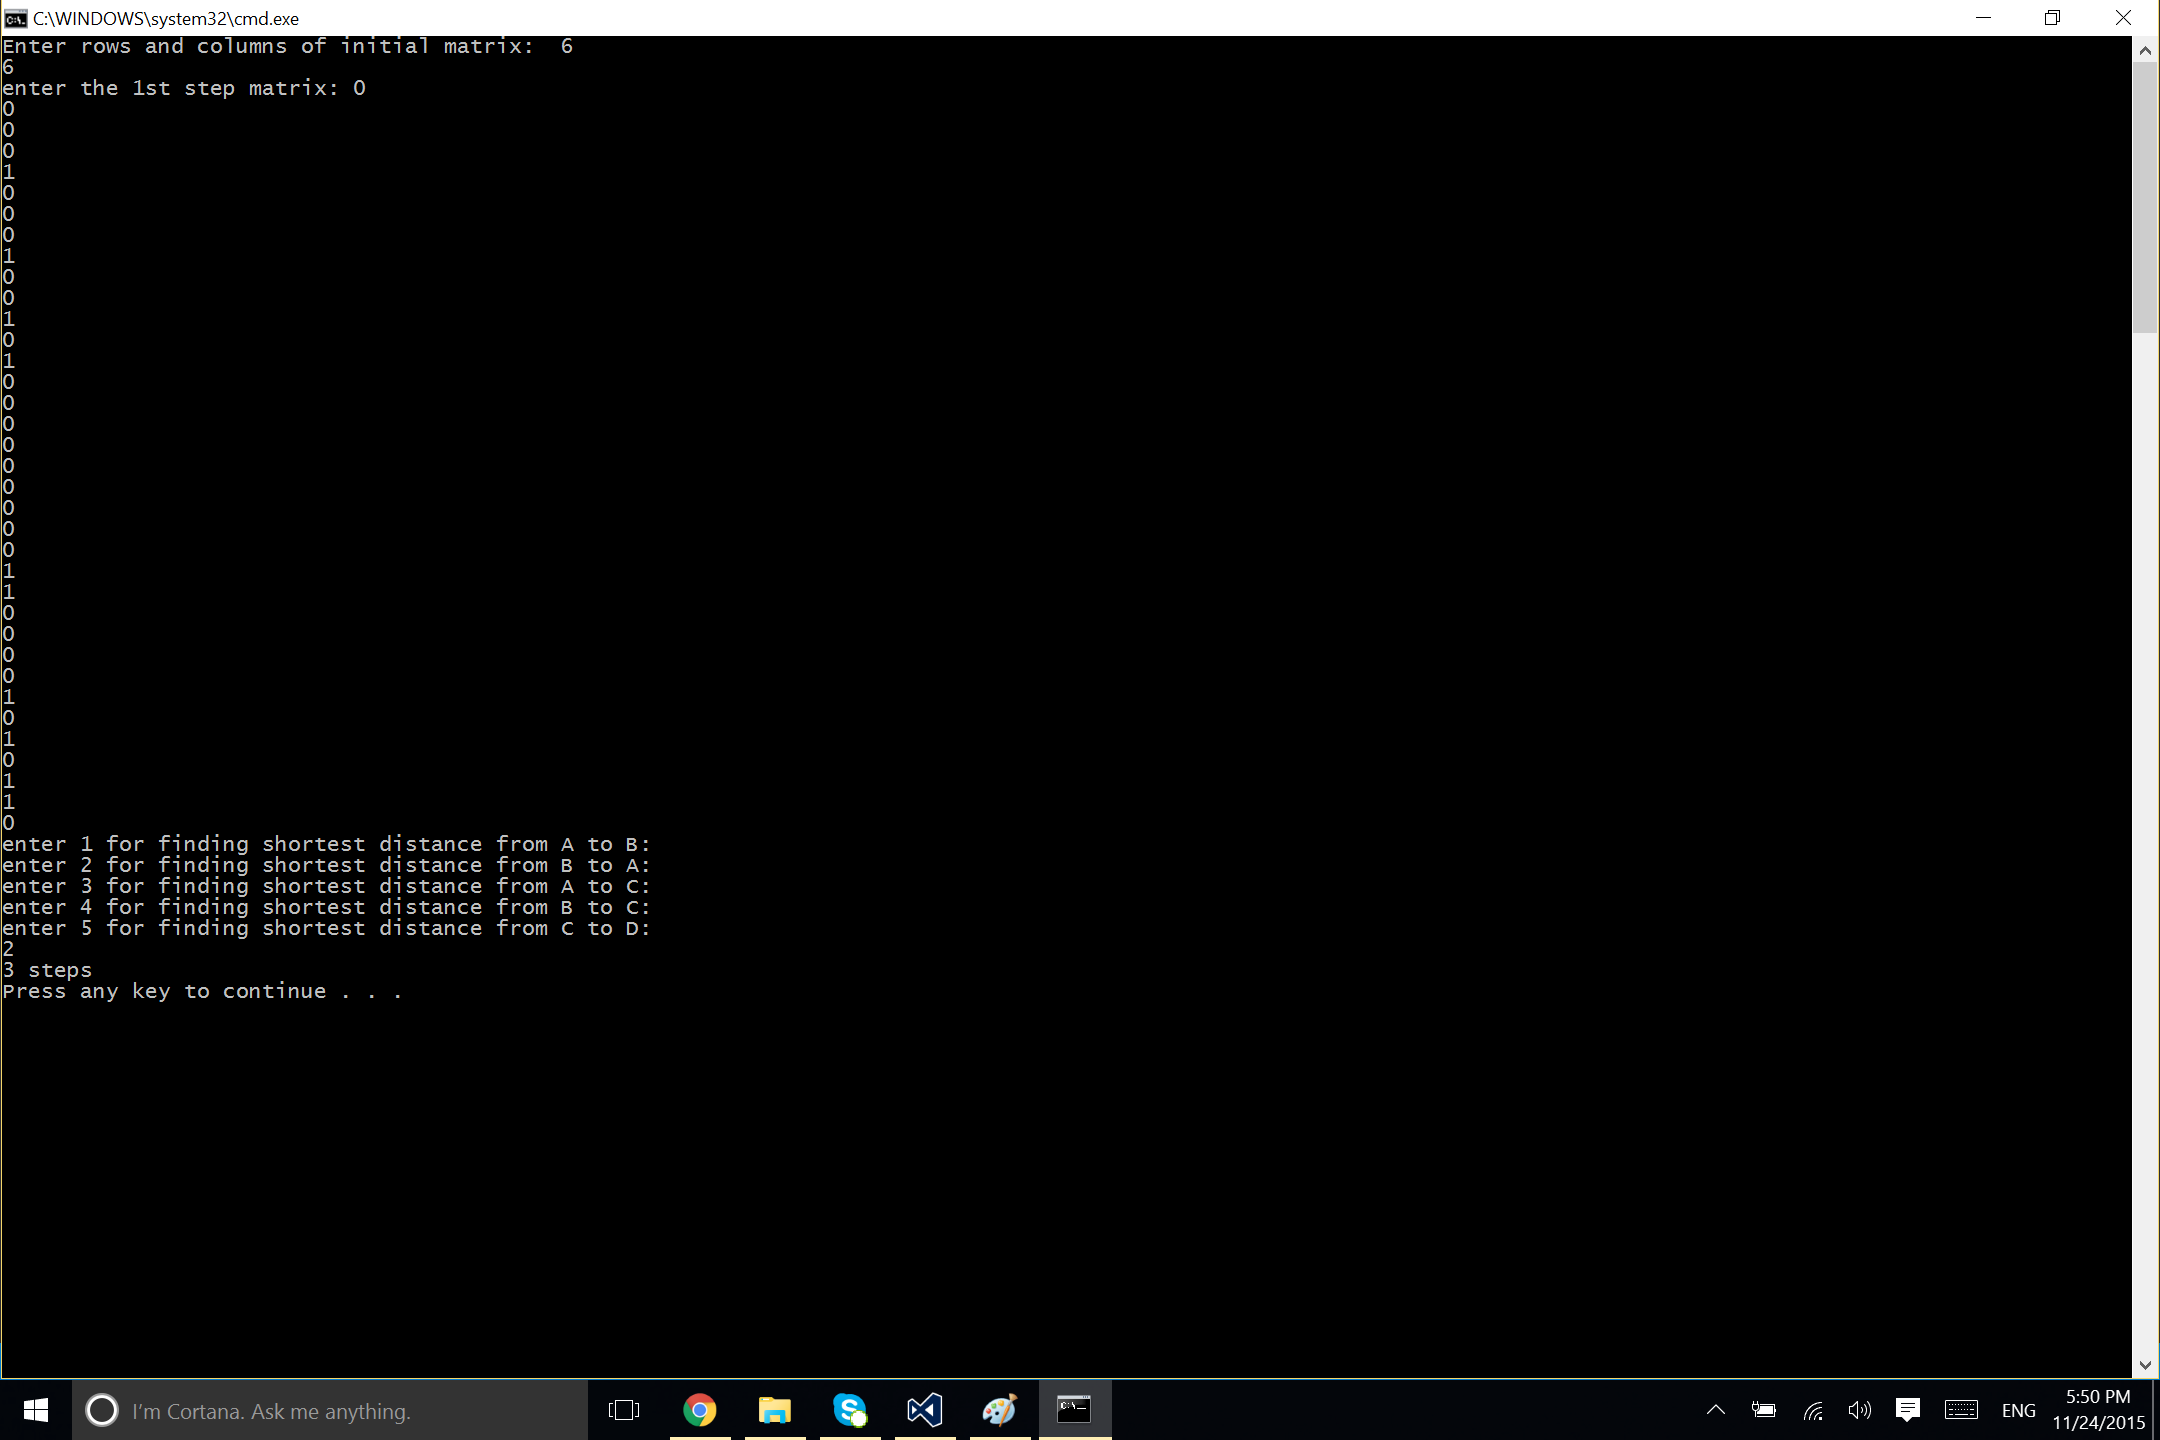 C:\WINDOWS\system32\cmd.exe
Enter rows and columns of initial matrix:  6
6
enter the 1st step matrix: 0
0
0
0
1
0
0
0
1
0
0
1
0
1
0
0
0
0
0
0
0
0
0
1
1
0
0
0
0
1
0
1
0
1
1
0
enter 1 for finding shortest distance from A to B:
enter 2 for finding shortest distance from B to A:
enter 3 for finding shortest distance from A to C:
enter 4 for finding shortest distance from B to C:
enter 5 for finding shortest distance from C to D:
2
3 steps
Press any key to continue . . .
I'm Cortana. Ask me anything.
ENG
5:50 PM
11/24/2015